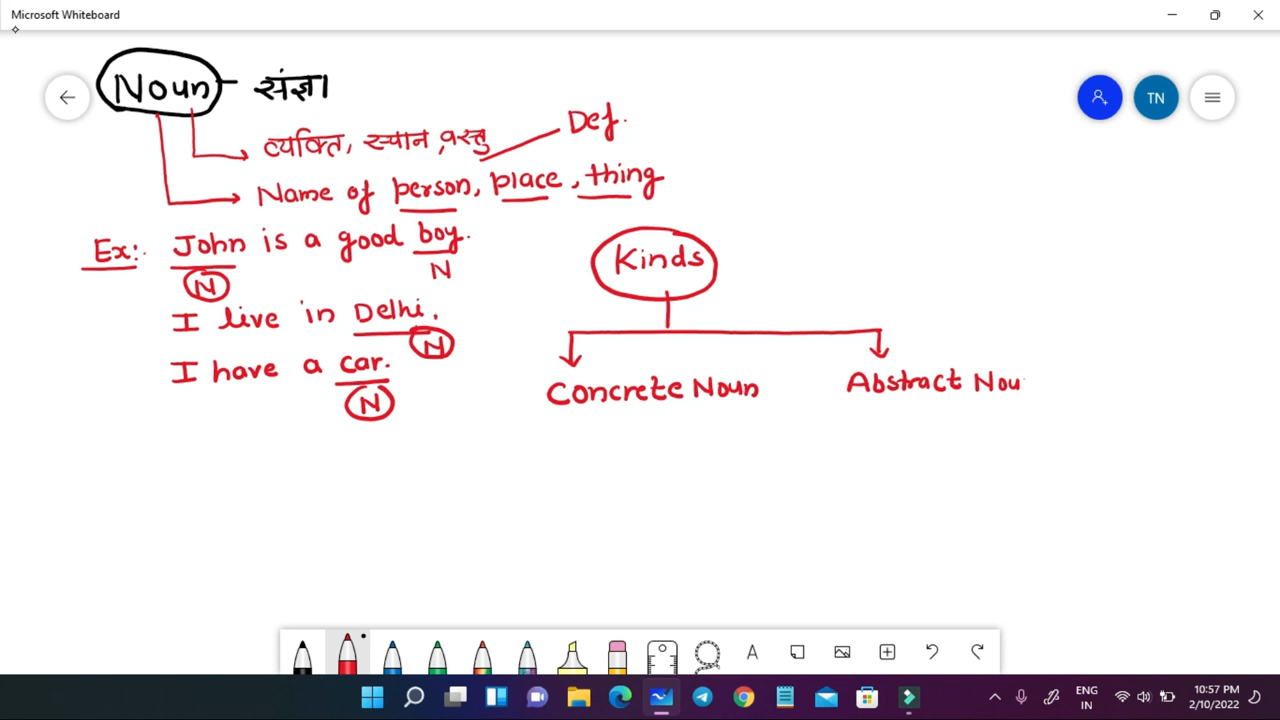 Microsoft Whiteboard
Noun - संज्ञा
व्यक्ति, स्थान, वस्तु
Def.
Name of person, place, thing
Ex:. John is a good boy.
N
N
I live in Delhi.
N
I have a car.
N
Kinds
Concrete Noun
Abstract Nou
TN
A
ENG
IN
10:57 PM
2/10/2022